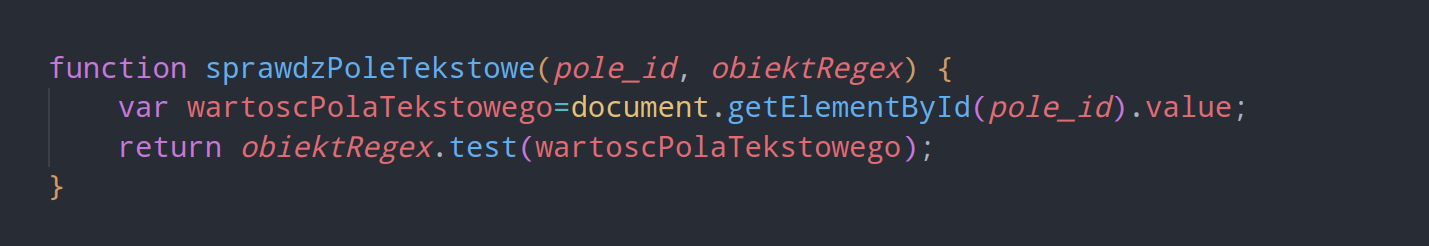 function sprawdzPoleTekstowe(pole_id, obiektRegex) {
    var wartoscPolaTekstowego=document.getElementById(pole_id).value;
    return obiektRegex.test(wartoscPolaTekstowego);
}